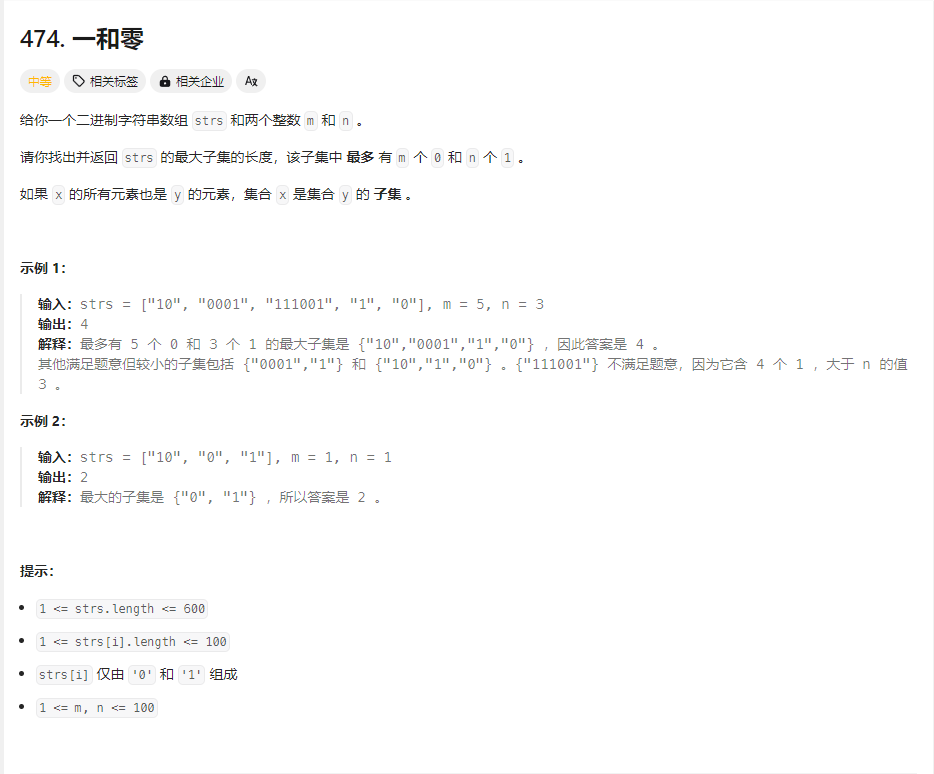 474. 一和零
中等 相关标签 相关企业 Az
给你一个二进制字符串数组 strs 和两个整数 m 和 n 。
请你找出并返回 strs 的最大子集的长度，该子集中 最多 有 m 个 0 和 n 个 1 。
如果 x 的所有元素也是 y 的元素，集合 x 是集合 y 的 子集 。
示例 1：
输入：strs = ["10", "0001", "111001", "1", "0"], m = 5, n = 3
输出：4
解释：最多有 5 个 0 和 3 个 1 的最大子集是 {"10","0001","1","0"} ，因此答案是 4 。
其他满足题意但较小的子集包括 {"0001","1"} 和 {"10","1","0"} 。{"111001"} 不满足题意，因为它含 4 个 1 ，大于 n 的值
3 。
示例 2：
输入：strs = ["10", "0", "1"], m = 1, n = 1
输出：2
解释：最大的子集是 {"0", "1"} ，所以答案是 2 。
提示：
• 1 <= strs.length <= 600
• 1 <= strs[i].length <= 100
• strs[i] 仅由 '0' 和 '1' 组成
• 1 <= m, n <= 100